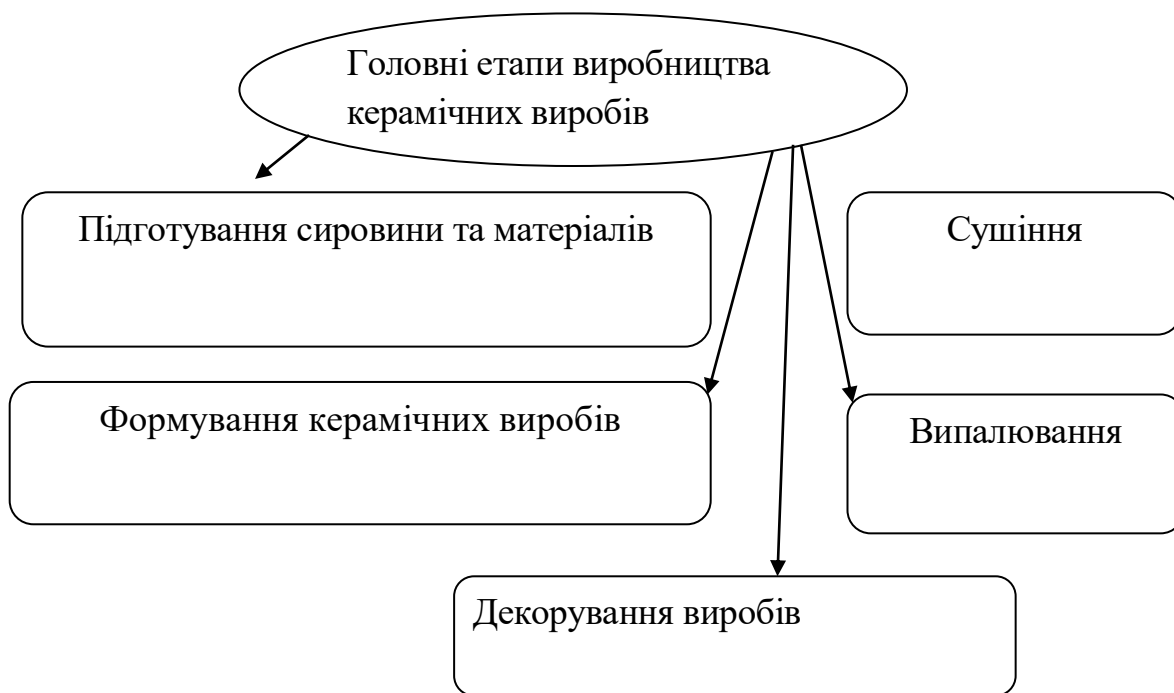 Головні етапи виробництва
керамічних виробів
Підготування сировини та матеріалів
Сушіння
Формування керамічних виробів
Випалювання
Декорування виробів